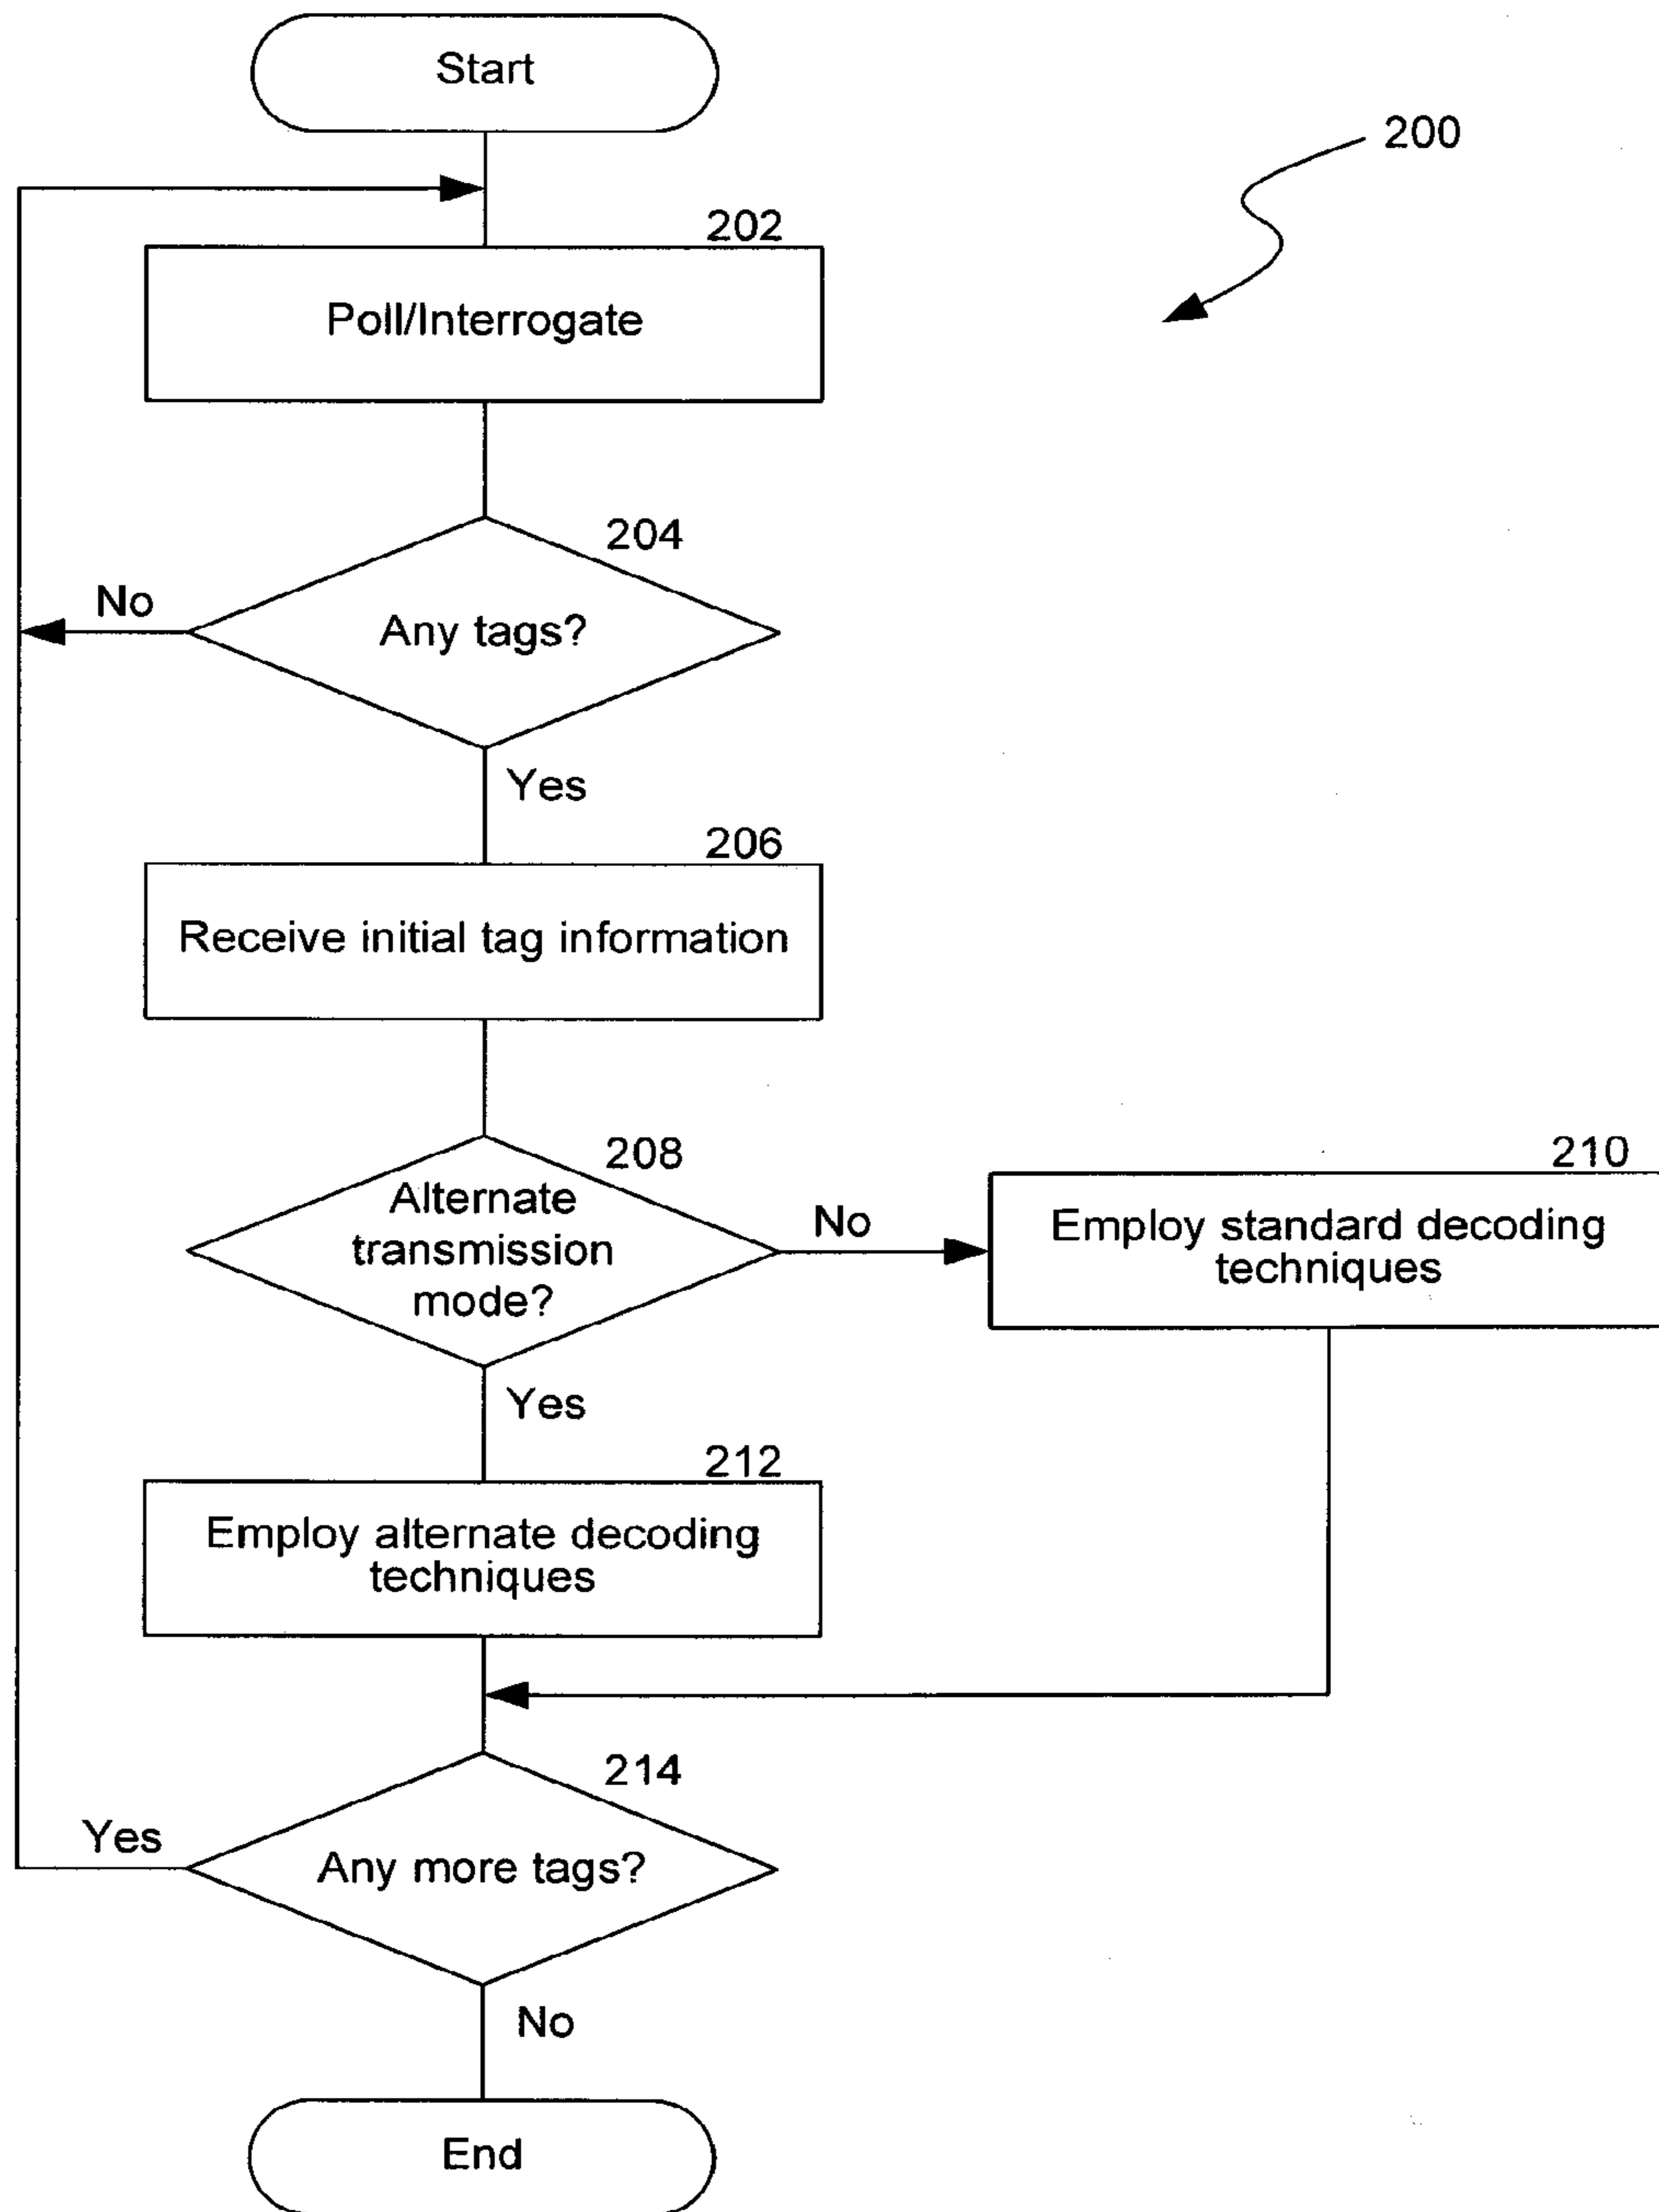 Start
200
202
Poll/Interrogate
204
Any tags?
No
Yes
206
Receive initial tag information
208
Alternate
transmission
mode?
No
210
Employ standard decoding
techniques
Yes
212
Employ alternate decoding
techniques
214
Any more tags?
Yes
No
End